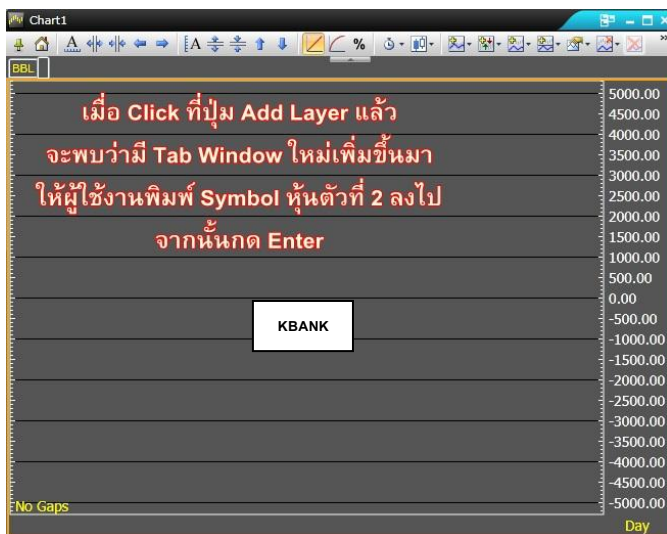 Chart1
A A %
BBL
เมื่อ Click ที่ปุ่ม Add Layer แล้ว
จะพบว่ามี Tab Window ใหม่เพิ่มขึ้นมา
ให้ผู้ใช้งานพิมพ์ Symbol หุ้นตัวที่ 2 ลงไป
จากนั้นกด Enter
KBANK
5000.00
4500.00
4000.00
3500.00
3000.00
2500.00
2000.00
1500.00
1000.00
500.00
0.00
-500.00
-1000.00
-1500.00
-2000.00
-2500.00
-3000.00
-3500.00
-4000.00
-4500.00
-5000.00
No Gaps
Day